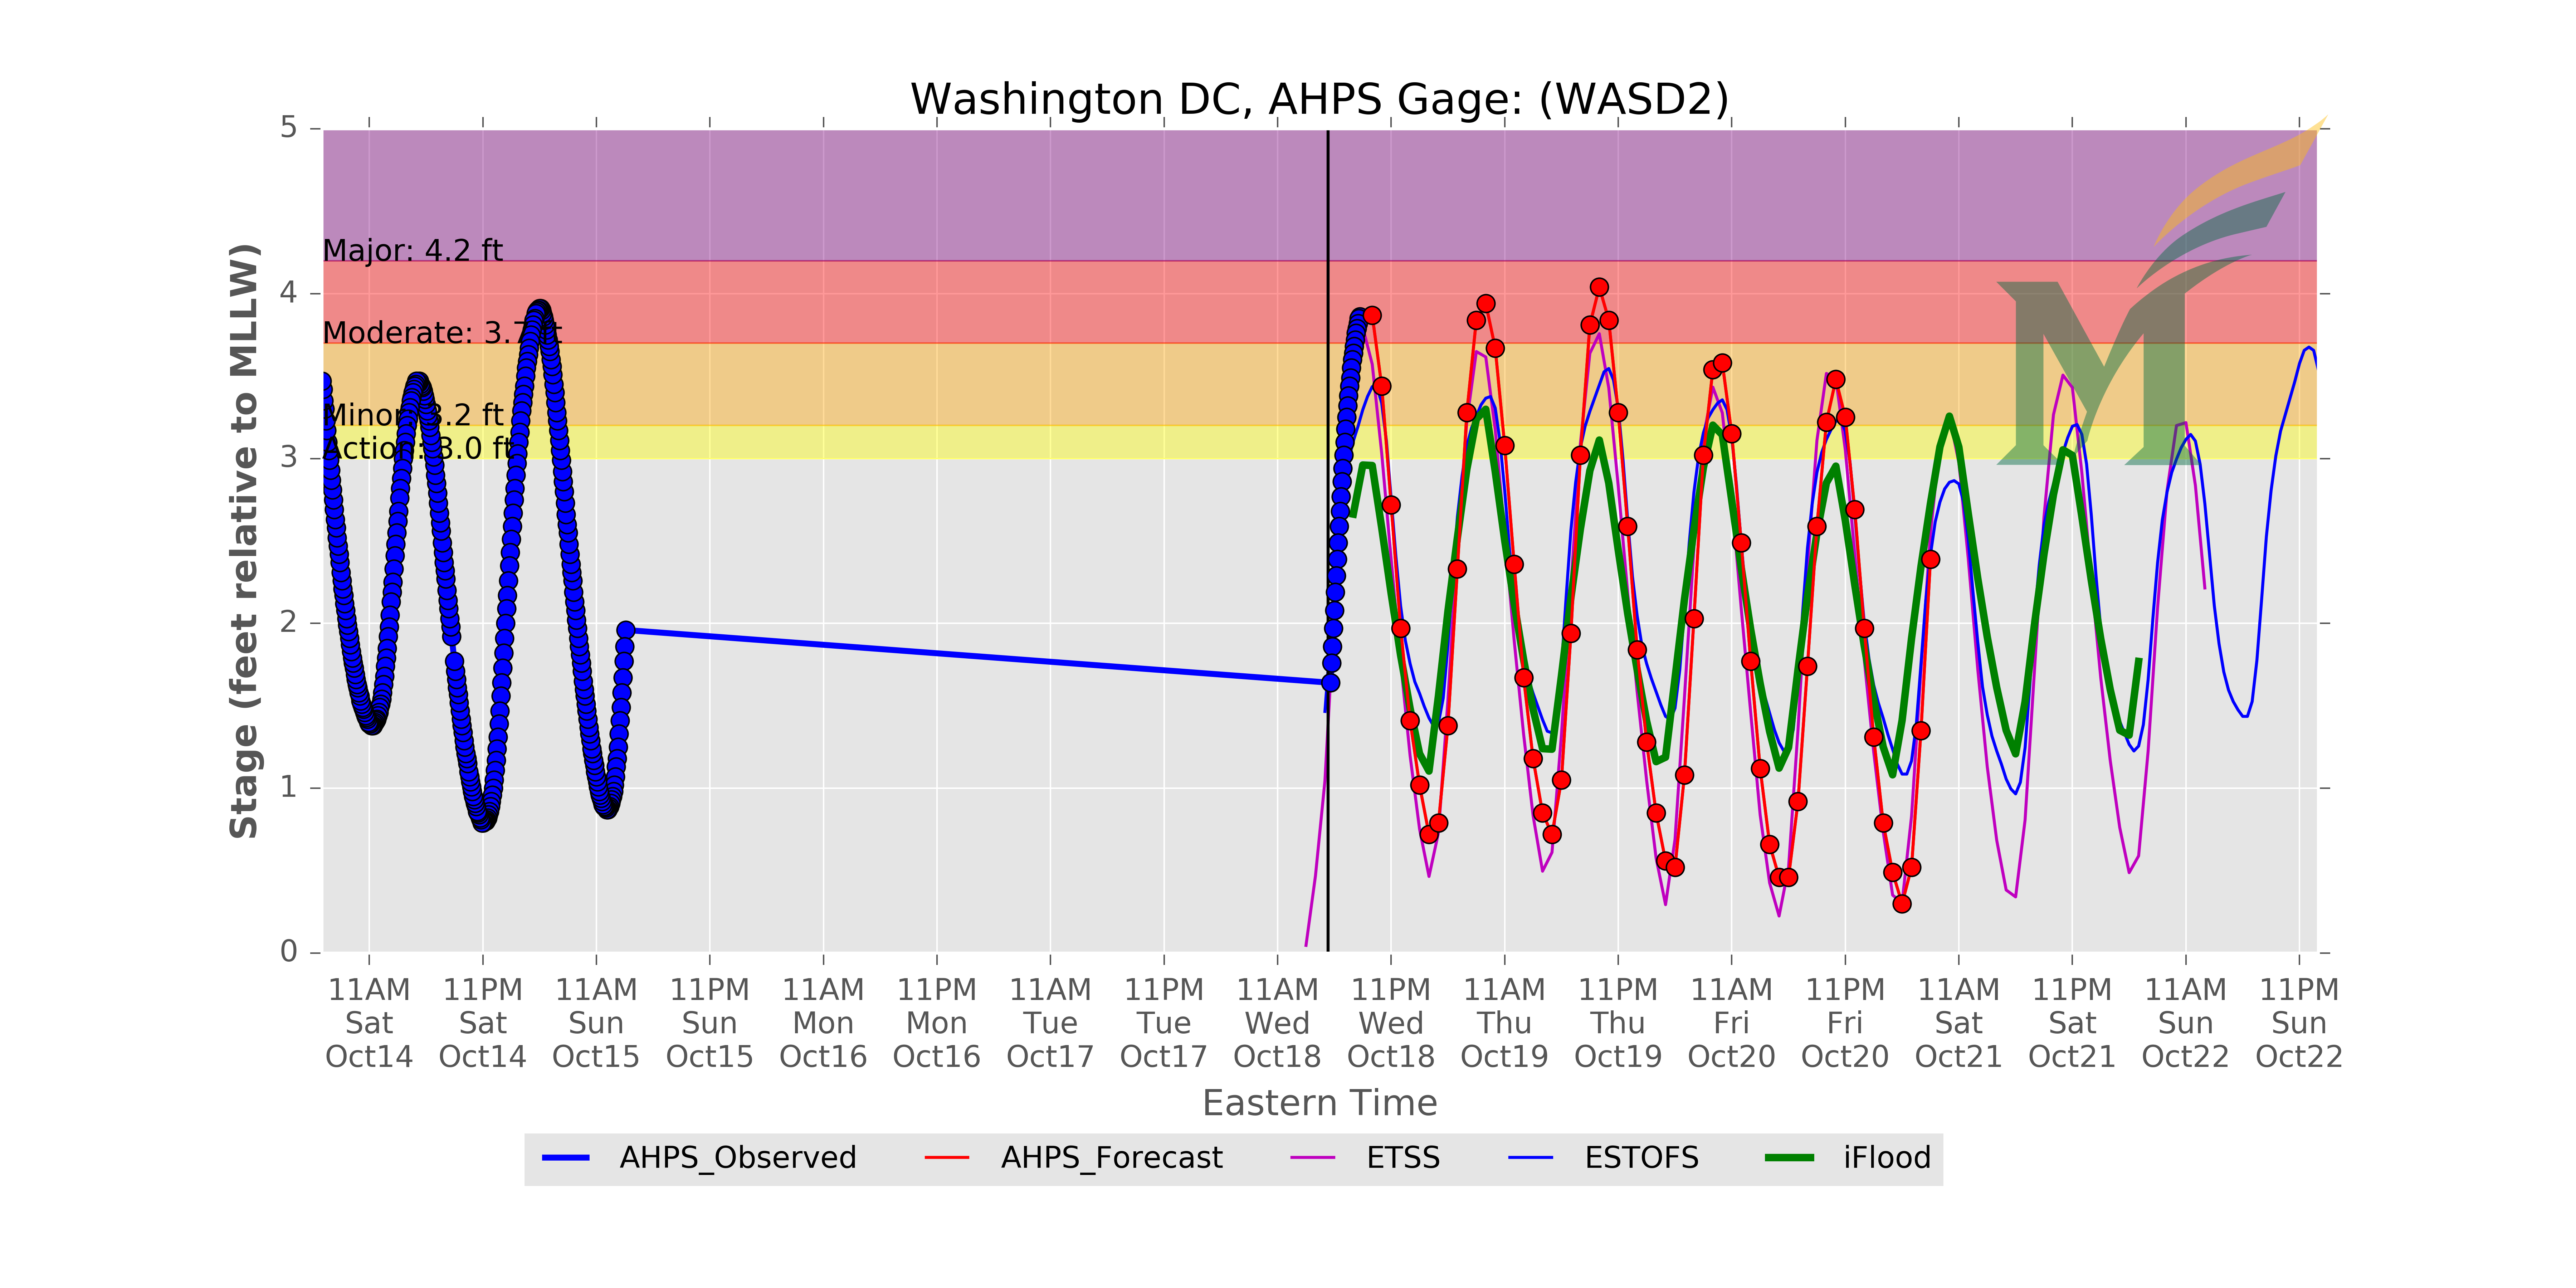 Washington DC, AHPS Gage: (WASD2)
Stage (feet relative to MLLW)
5
4
3
2
1
0
Major: 4.2 ft
Moderate: 3.7 ft
Minor: 3.2 ft
Action: 3.0 ft
M
11AM 11PM 11AM 11PM 11AM 11PM 11AM 11PM 11AM 11PM 11AM 11PM 11AM 11PM 11AM 11PM 11AM 11PM
Sat Sat Sun Sun Mon Mon Tue Tue Wed Wed Thu Thu Fri Fri Sat Sat Sun Sun
Oct14 Oct14 Oct15 Oct15 Oct16 Oct16 Oct17 Oct17 Oct18 Oct18 Oct19 Oct19 Oct20 Oct20 Oct21 Oct21 Oct22 Oct22
Eastern Time
AHPS_Observed AHPS_Forecast ETSS ESTOFS iFlood